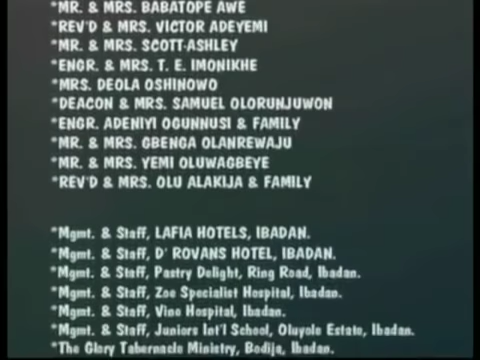 *MR. & MRS. BABATOPE AWE
*REV'D & MRS. VICTOR ADEYEMI
*MR. & MRS. SCOTT-ASHLEY
*ENGR. & MRS. T. E. IMONIKHE
*MRS. DEOLA OSHINOWO
*DEACON & MRS. SAMUEL OLORUNJUWON
*ENGR. ADENIYI OGUNNUSI & FAMILY
*MR. & MRS. GBENGA OLANREWAJU
*MR. & MRS. YEMI OLUWAGBEYE
*REV'D & MRS. OLU ALAKIJA & FAMILY
*Mgmt. & Staff, LAFIA HOTELS, IBADAN.
*Mgmt. & Staff, D' ROVANS HOTEL, IBADAN.
*Mgmt. & Staff, Pastry Delight, Ring Road, Ibadan.
*Mgmt. & Staff, Zoe Specialist Hospital, Ibadan.
*Mgmt. & Staff, Vine Hospital, Ibadan.
*Mgmt. & Staff, Juniors Int'l School, Oluyole Estate, Ibadan.
*The Glory Tabernacle Ministry, Bodija, Ibadan.